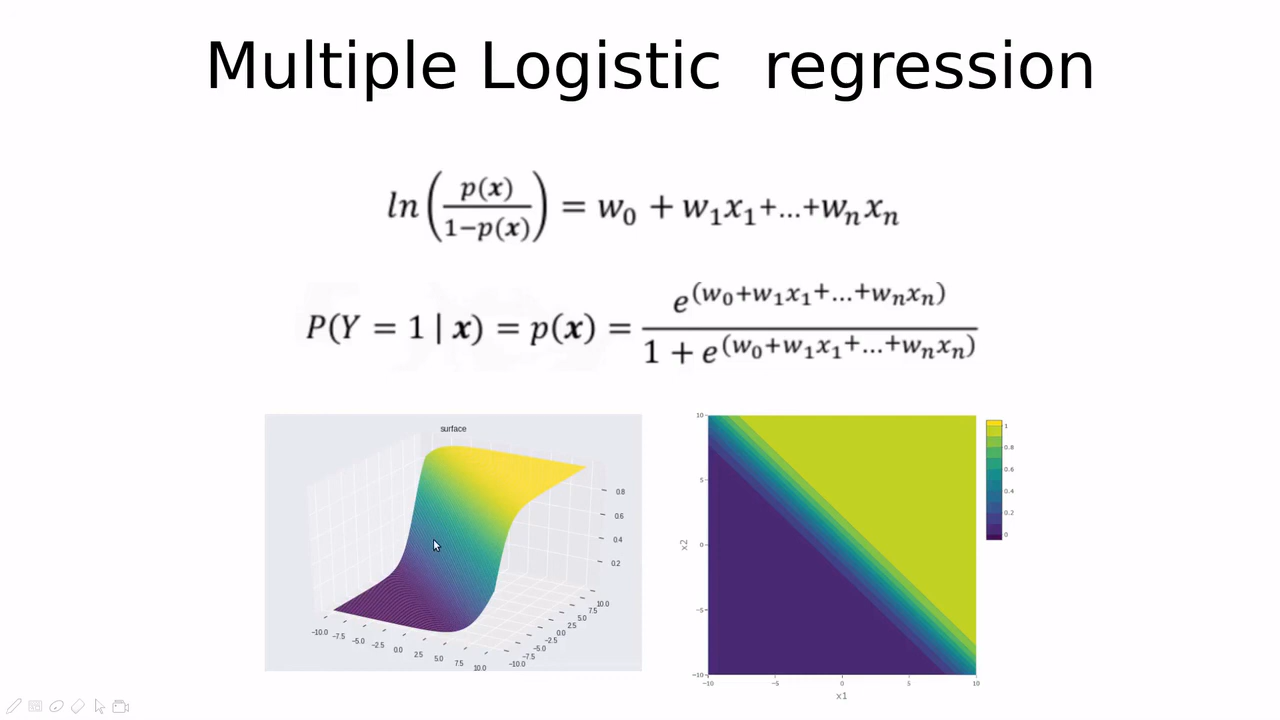 Multiple Logistic  regression
ln(p(x)/1−p(x)) = w₀ + w₁x₁+...+wₙxₙ
P(Y = 1 | x) = p(x) = e^(w₀+w₁x₁+...+wₙxₙ) / 1 + e^(w₀+w₁x₁+...+wₙxₙ)
surface
0.8
0.6
0.4
0.2
-10.0 -7.5 -5.0 -2.5 0.0 2.5 5.0 7.5 10.0
-10.0 -7.5 -5.0 -2.5 0.0 2.5 5.0 7.5 10.0
10
5
0
−5
−10
x2
−10 −5 0 5 10
x1
1
0.8
0.6
0.4
0.2
0